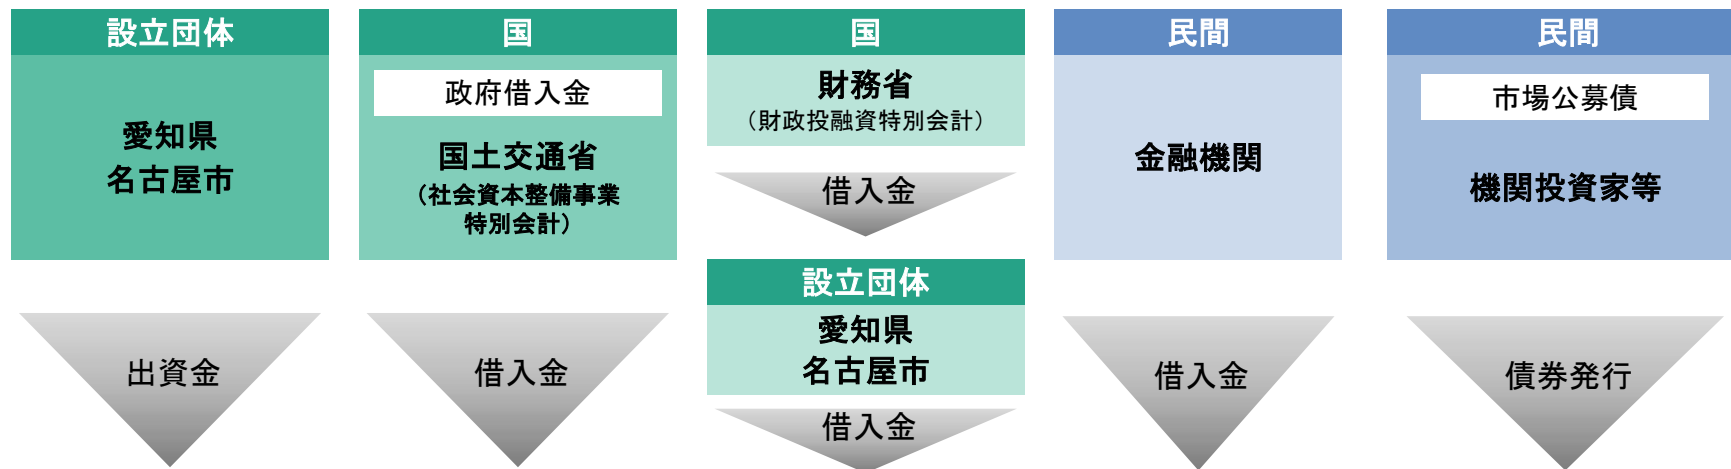 設立団体
愛知県
名古屋市
出資金
国
政府借入金
国土交通省
（社会資本整備事業
特別会計）
借入金
国
財務省
（財政投融資特別会計）
借入金
設立団体
愛知県
名古屋市
借入金
民間
金融機関
借入金
民間
市場公募債
機関投資家等
債券発行